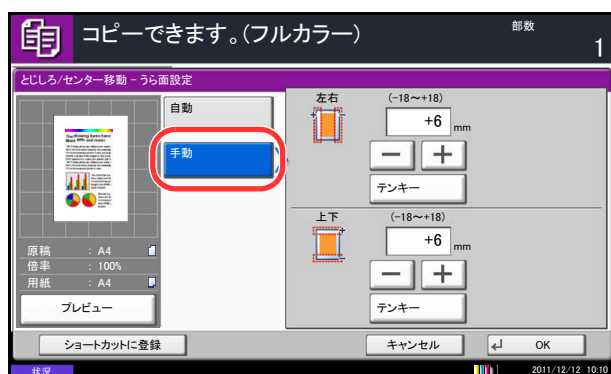 コピーできます。(フルカラー)
部数
1
とじしろ/センター移動 - うら面設定
自動
手動
左右
(-18～+18)
+6 mm
テンキー
上下
(-18～+18)
+6 mm
テンキー
原稿 : A4
倍率 : 100%
用紙 : A4
プレビュー
ショートカットに登録
キャンセル
OK
状況
2011/12/12 10:10